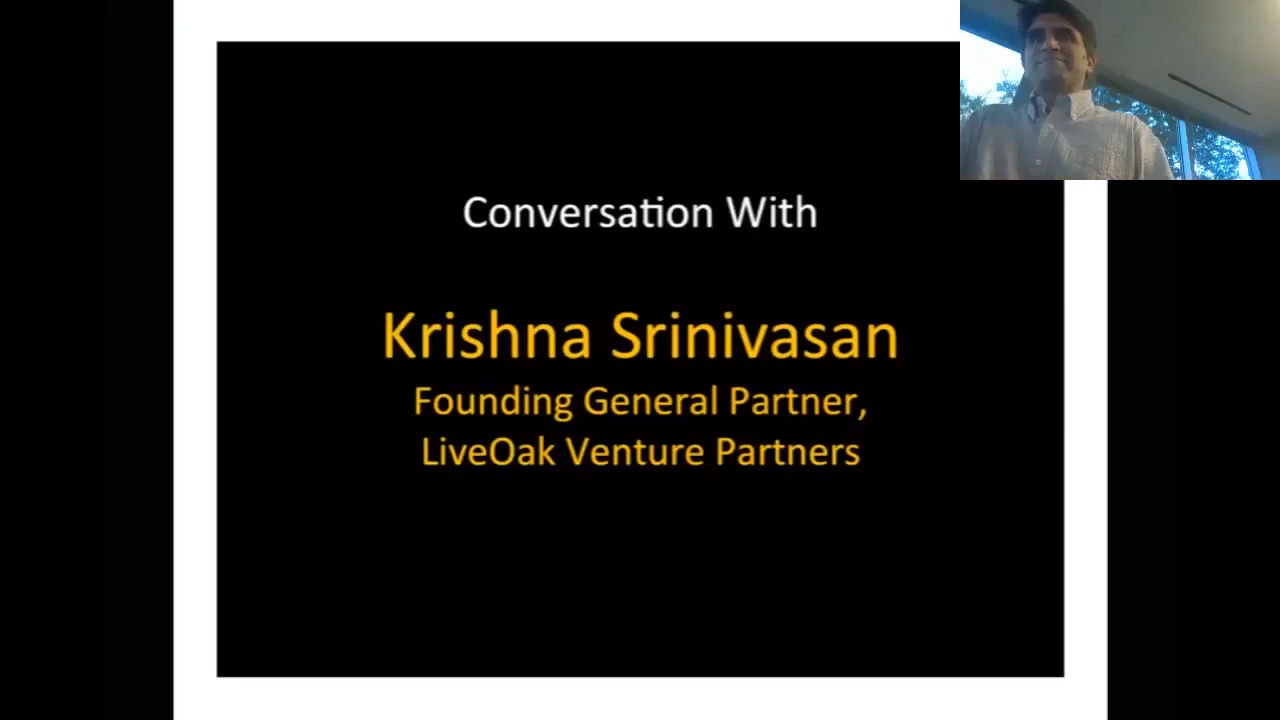 Conversation With
Krishna Srinivasan
Founding General Partner,
LiveOak Venture Partners